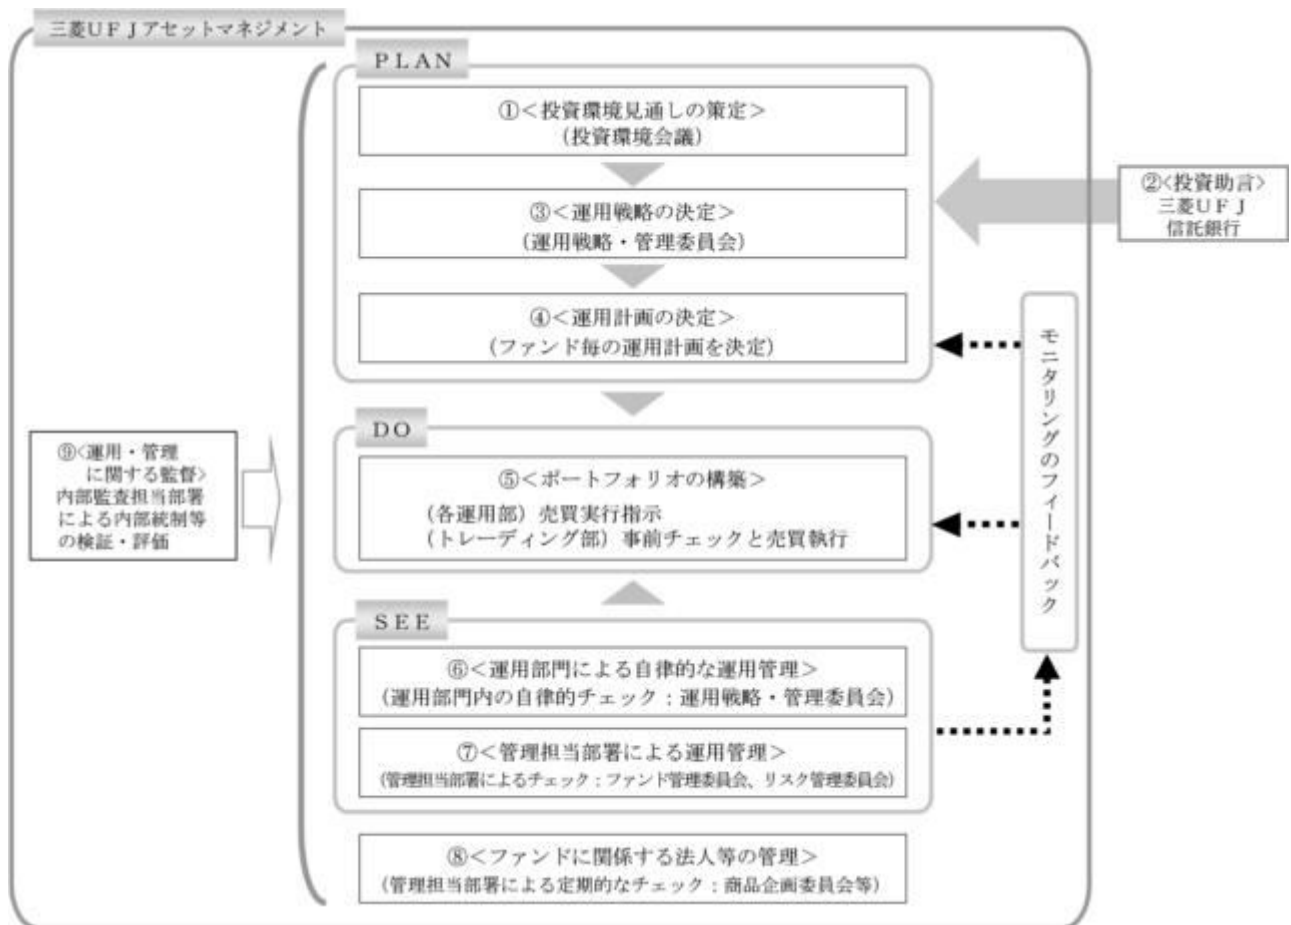 三菱ＵＦＪアセットマネジメント
ＰＬＡＮ
①＜投資環境見通しの策定＞
（投資環境会議）
②＜投資助言＞
三菱ＵＦＪ
信託銀行
③＜運用戦略の決定＞
（運用戦略・管理委員会）
④＜運用計画の決定＞
（ファンド毎の運用計画を決定）
モニタリングのフィードバック
ＤＯ
⑤＜ポートフォリオの構築＞
（各運用部）売買実行指示
（トレーディング部）事前チェックと売買執行
⑨＜運用・管理
に関する監督＞
内部監査担当部署
による内部統制等
の検証・評価
ＳＥＥ
⑥＜運用部門による自律的な運用管理＞
（運用部門内の自律的チェック：運用戦略・管理委員会）
⑦＜管理担当部署による運用管理＞
（管理担当部署によるチェック：ファンド管理委員会、リスク管理委員会）
⑧＜ファンドに関係する法人等の管理＞
（管理担当部署による定期的なチェック：商品企画委員会等）